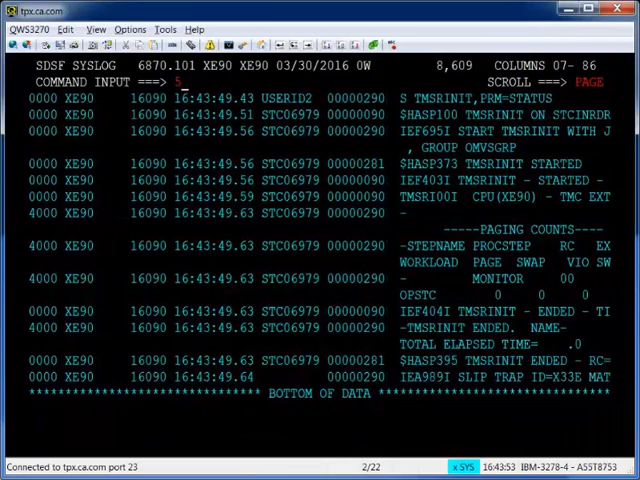 tpx.ca.com
QWS3270 Edit View Options Tools Help
SDSF SYSLOG 6870.101 XE90 XE90 03/30/2016 0W 8,609 COLUMNS 07- 86
COMMAND INPUT ===> 5_ SCROLL ===> PAGE
0000 XE90 16090 16:43:49.43 USERID2 00000290 S TMSRINIT,PRM=STATUS
0000 XE90 16090 16:43:49.51 STC06979 00000290 $HASP100 TMSRINIT ON STCINRDR
0000 XE90 16090 16:43:49.56 STC06979 00000290 IEF695I START TMSRINIT WITH J
, GROUP OMVSGRP
0000 XE90 16090 16:43:49.56 STC06979 00000281 $HASP373 TMSRINIT STARTED
0000 XE90 16090 16:43:49.56 STC06979 00000290 IEF403I TMSRINIT - STARTED -
0000 XE90 16090 16:43:49.59 STC06979 00000290 TMSRI00I CPU(XE90) - TMC EXT
4000 XE90 16090 16:43:49.63 STC06979 00000290 -
-----PAGING COUNTS---
4000 XE90 16090 16:43:49.63 STC06979 00000290 -STEPNAME PROCSTEP RC EX
WORKLOAD PAGE SWAP VIO SW
4000 XE90 16090 16:43:49.63 STC06979 00000290 - MONITOR 00
OPSTC 0 0 0
0000 XE90 16090 16:43:49.63 STC06979 00000290 IEF404I TMSRINIT - ENDED - TI
4000 XE90 16090 16:43:49.63 STC06979 00000290 -TMSRINIT ENDED. NAME-
TOTAL ELAPSED TIME= .0
0000 XE90 16090 16:43:49.63 STC06979 00000281 $HASP395 TMSRINIT ENDED - RC=
0000 XE90 16090 16:43:49.64 00000290 IEA989I SLIP TRAP ID=X33E MAT
******************************** BOTTOM OF DATA ********************************
Connected to tpx.ca.com port 23 2/22 x SYS 16:43:53 IBM-3278-4 - A55T8753